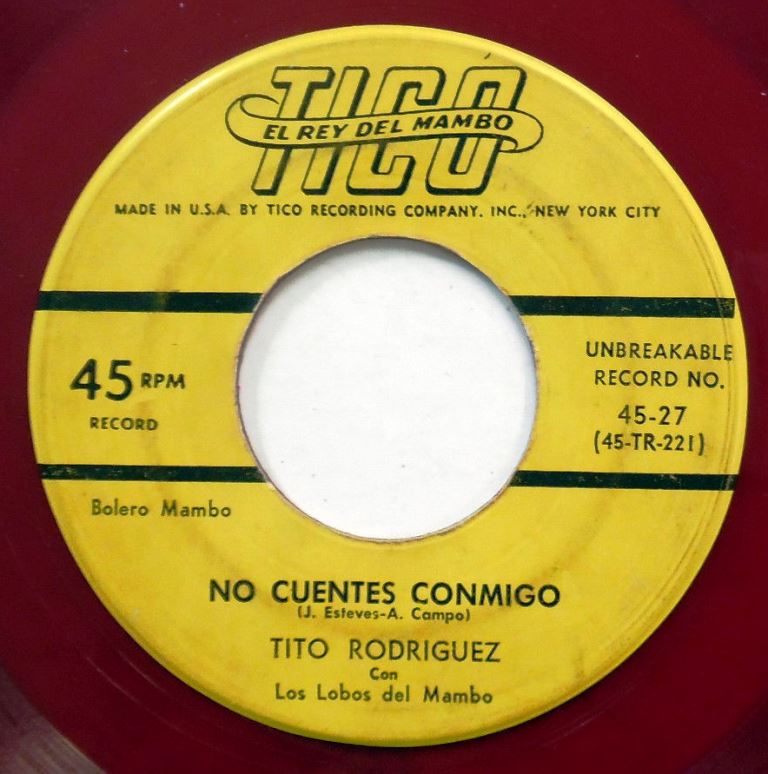 TICO
EL REY DEL MAMBO
MADE IN U.S.A. BY TICO RECORDING COMPANY, INC., NEW YORK CITY
45 RPM
RECORD
UNBREAKABLE
RECORD NO.
45-27
(45-TR-221)
Bolero Mambo
NO CUENTES CONMIGO
(J. Esteves-A. Campo)
TITO RODRIGUEZ
Con
Los Lobos del Mambo